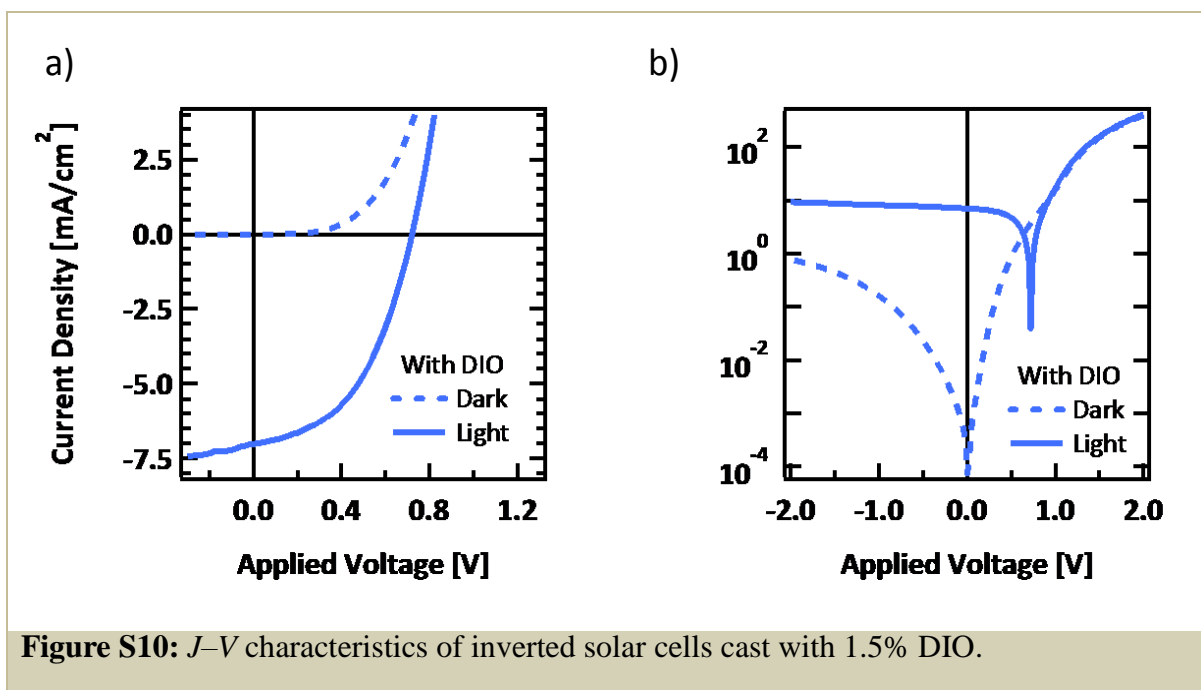 a)
b)
Current Density [mA/cm²]
2.5
0.0
-2.5
-5.0
-7.5
With DIO
Dark
Light
0.0 0.4 0.8 1.2
Applied Voltage [V]
10²
10⁰
10⁻²
10⁻⁴
With DIO
Dark
Light
-2.0 -1.0 0.0 1.0 2.0
Applied Voltage [V]
Figure S10: J–V characteristics of inverted solar cells cast with 1.5% DIO.